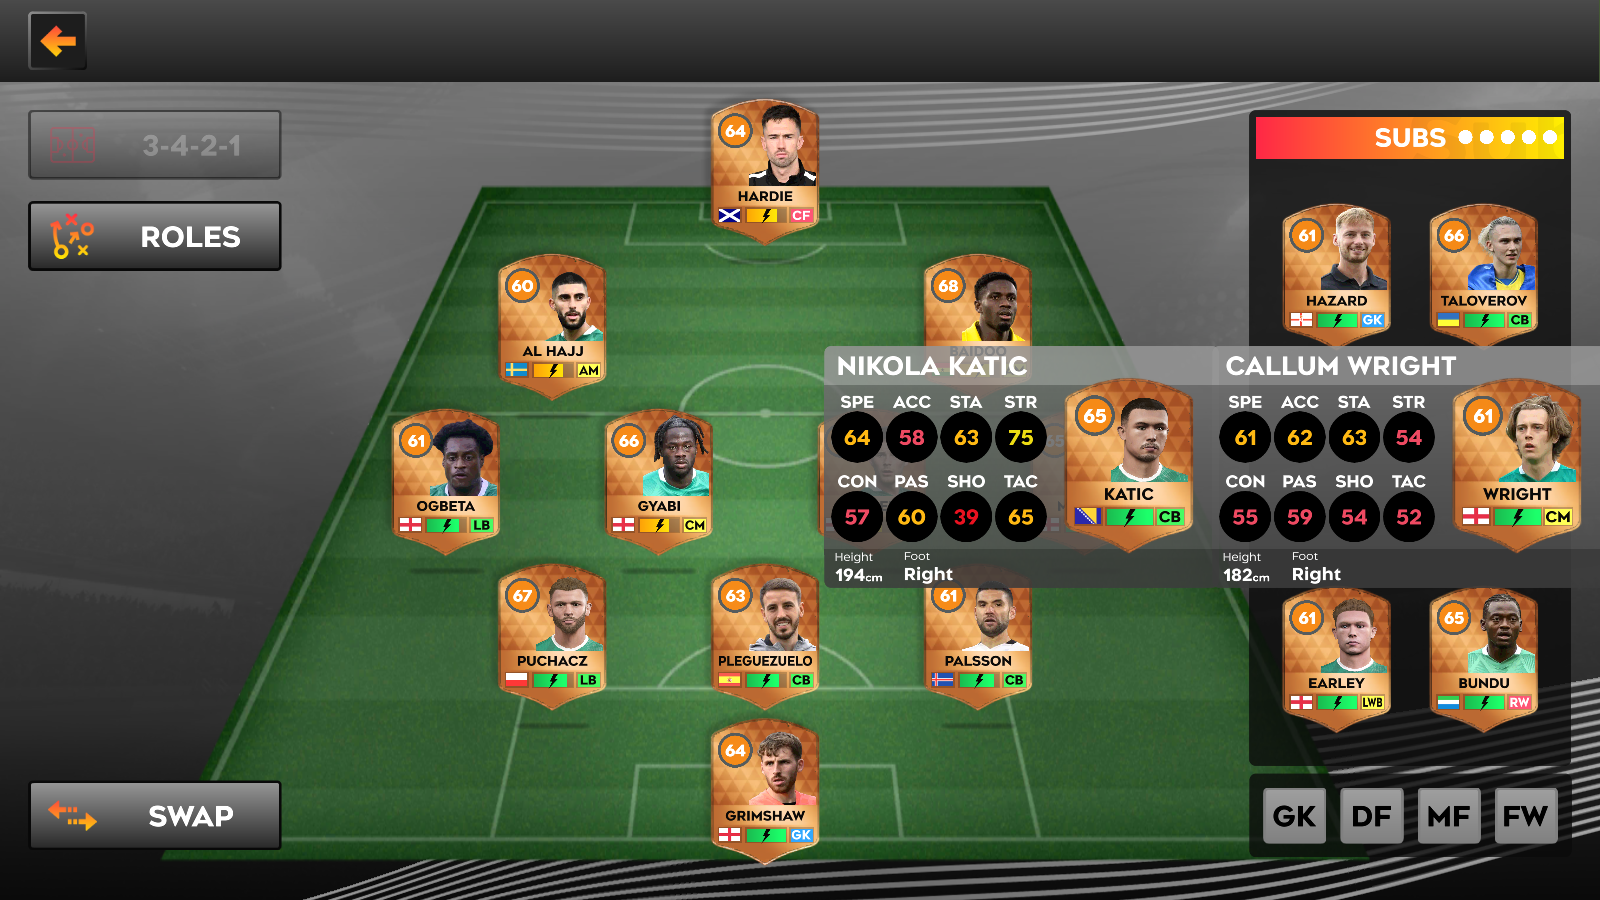 3-4-2-1
ROLES
SWAP
64
HARDIE
CF
60
AL HAJJ
AM
68
BAIDOO
61
OGBETA
LB
66
GYABI
CM
67
PUCHACZ
LB
63
PLEGUEZUELO
CB
61
PALSSON
CB
64
GRIMSHAW
GK
NIKOLA KATIC
SPE ACC STA STR
64 58 63 75
CON PAS SHO TAC
57 60 39 65
Height Foot
194cm Right
65
KATIC
CB
CALLUM WRIGHT
SPE ACC STA STR
61 62 63 54
CON PAS SHO TAC
55 59 54 52
Height Foot
182cm Right
61
WRIGHT
CM
SUBS
61
HAZARD
GK
66
TALOVEROV
CB
61
EARLEY
LWB
65
BUNDU
RW
GK DF MF FW